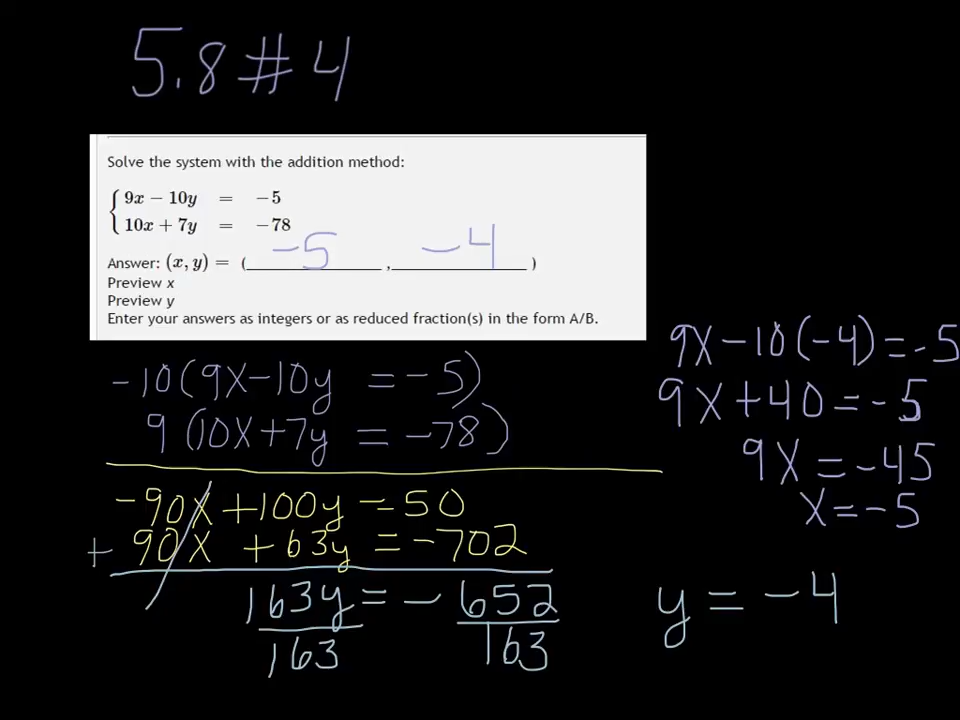 5.8 # 4
Solve the system with the addition method:
9x − 10y = −5
10x + 7y = −78
Answer: (x, y) = ( −5 , −4 )
Preview x
Preview y
Enter your answers as integers or as reduced fraction(s) in the form A/B.
-10(9X-10y = -5)
9(10X+7y = -78)
-90X+100y = 50
+ 90X +63y = -702
163y = - 652
163 163
9X-10(-4) = -5
9X+40 = -5
9X = -45
X = -5
y = -4